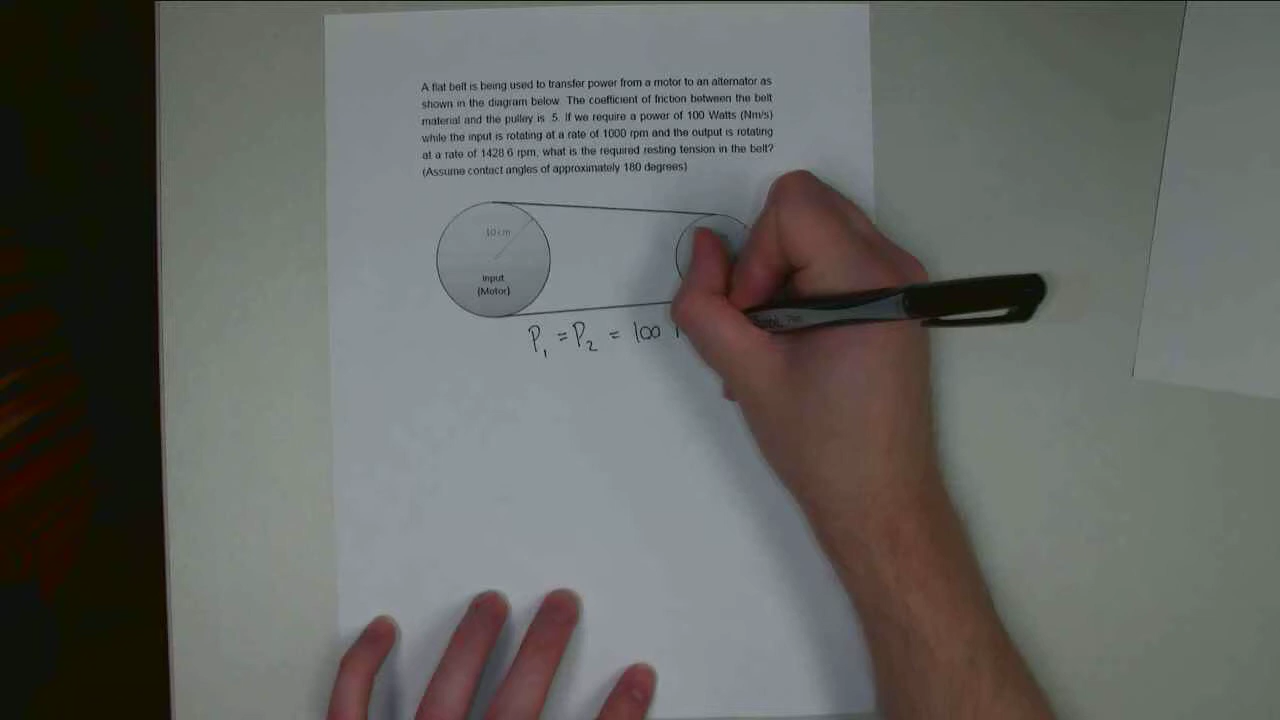 A flat belt is being used to transfer power from a motor to an alternator as
shown in the diagram below. The coefficient of friction between the belt
material and the pulley is .5. If we require a power of 100 Watts (Nm/s)
while the input is rotating at a rate of 1000 rpm and the output is rotating
at a rate of 1428.6 rpm, what is the required resting tension in the belt?
(Assume contact angles of approximately 180 degrees)
10 cm
Input
(Motor)
P₁ = P₂ = 100